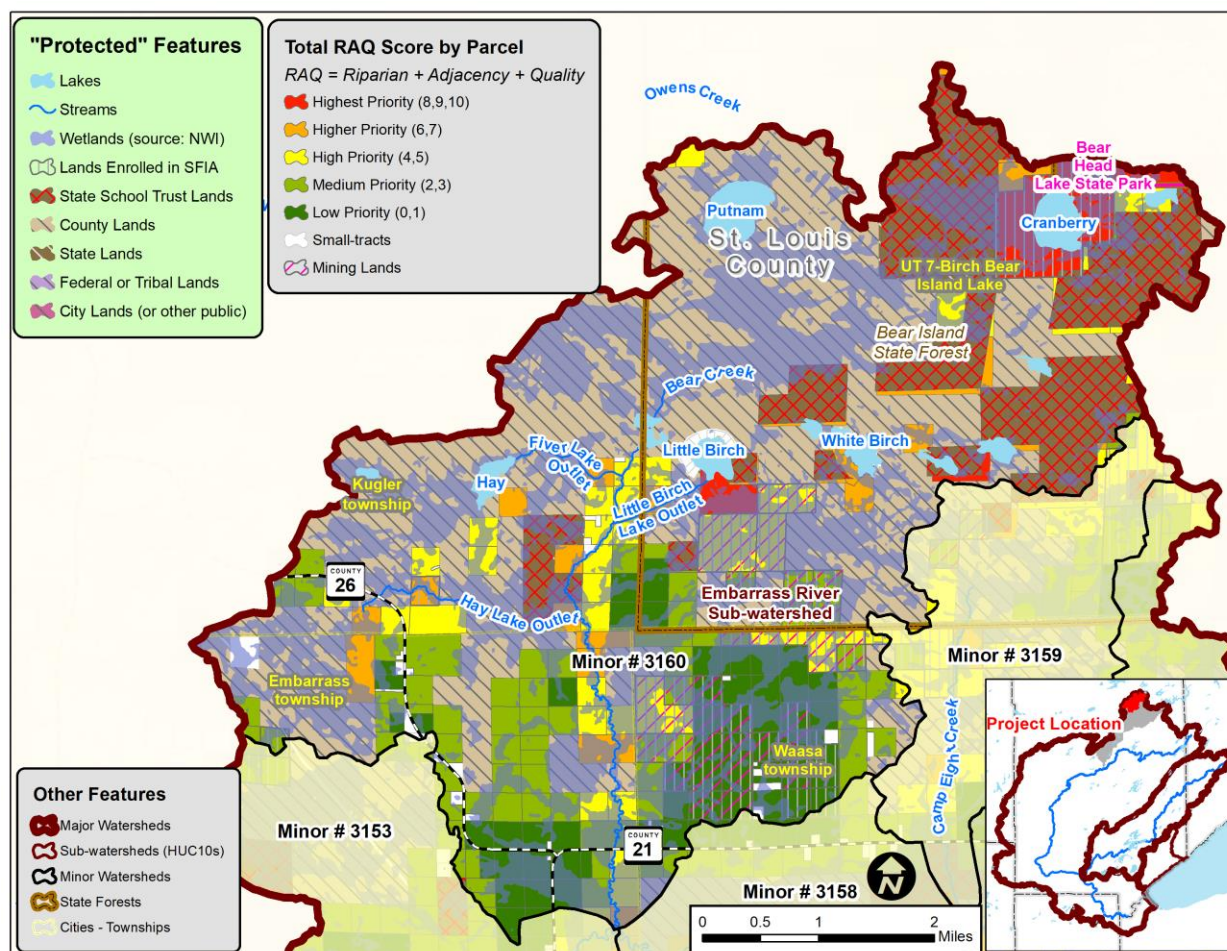 "Protected" Features
Lakes
Streams
Wetlands (source: NWI)
Lands Enrolled in SFIA
State School Trust Lands
County Lands
State Lands
Federal or Tribal Lands
City Lands (or other public)
Total RAQ Score by Parcel
RAQ = Riparian + Adjacency + Quality
Highest Priority (8,9,10)
Higher Priority (6,7)
High Priority (4,5)
Medium Priority (2,3)
Low Priority (0,1)
Small-tracts
Mining Lands
Owens Creek
Bear
Head
Lake State Park
Cranberry
Putnam
St. Louis
County
UT 7-Birch Bear
Island Lake
Bear Island
State Forest
Bear Creek
Fiver Lake
Outlet
Little Birch
White Birch
Hay
Kugler
township
Little Birch
Lake Outlet
COUNTY
26
Hay Lake Outlet
Embarrass River
Sub-watershed
Minor # 3160
Minor # 3159
Embarrass
township
Waasa
township
Camp Eight Creek
Project Location
Other Features
Major Watersheds
Sub-watersheds (HUC10s)
Minor Watersheds
State Forests
Cities - Townships
Minor # 3153
COUNTY
21
Minor # 3158
N
0 0.5 1 2
Miles